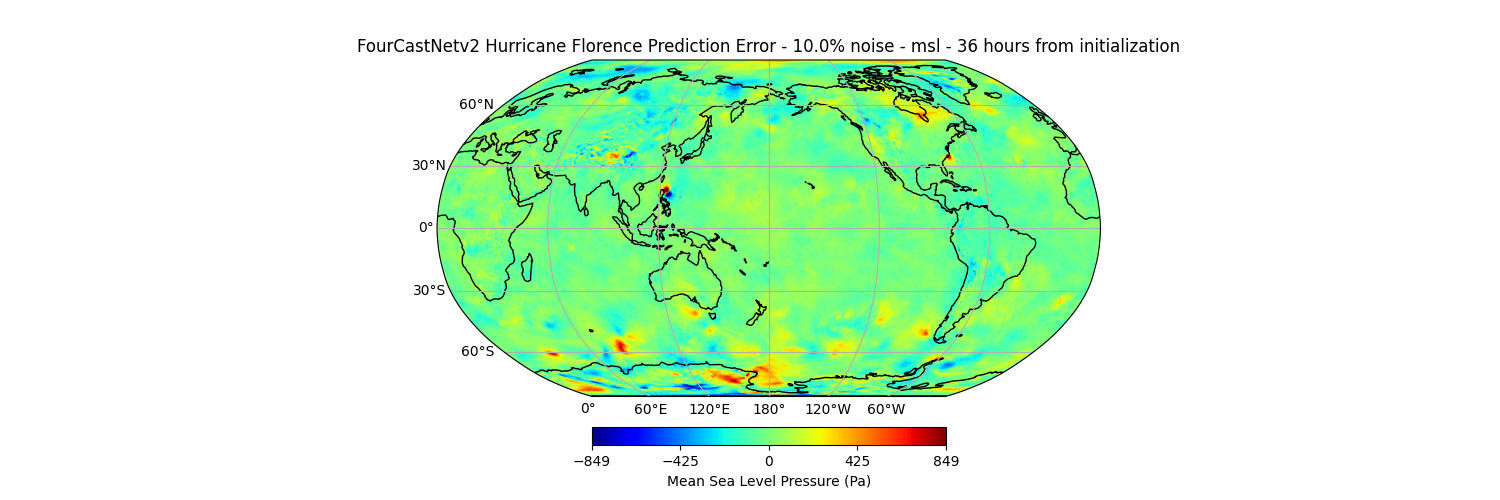 FourCastNetv2 Hurricane Florence Prediction Error - 10.0% noise - msl - 36 hours from initialization
60°N
30°N
0°
30°S
60°S
0° 60°E 120°E 180° 120°W 60°W
−849 −425 0 425 849
Mean Sea Level Pressure (Pa)